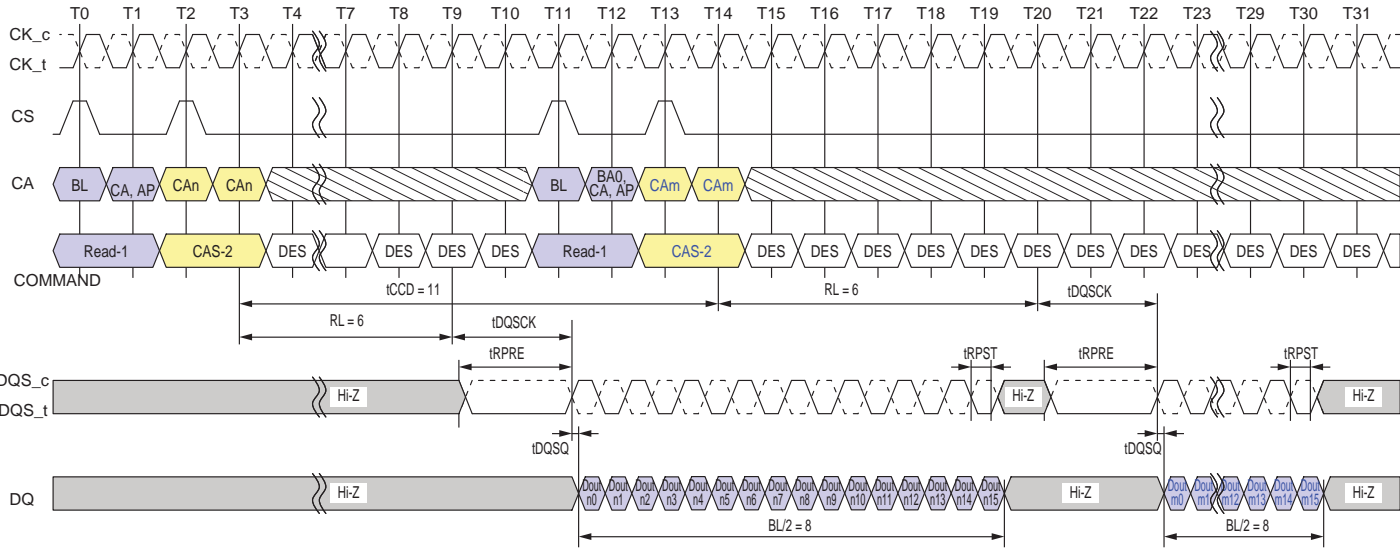 T0 T1 T2 T3 T4 T7 T8 T9 T10 T11 T12 T13 T14 T15 T16 T17 T18 T19 T20 T21 T22 T23 T29 T30 T31
CK_c
CK_t
CS
CA BL CA, AP CAn CAn BL BA0, CA, AP CAm CAm
Read-1 CAS-2 DES DES DES DES Read-1 CAS-2 DES DES DES DES DES DES DES DES DES DES DES DES
COMMAND
tCCD = 11 RL = 6 tDQSCK
RL = 6 tDQSCK
tRPRE tRPST tRPRE tRPST
DQS_c
DQS_t
Hi-Z Hi-Z Hi-Z
tDQSQ tDQSQ
DQ Hi-Z Dout n0 Dout n1 Dout n2 Dout n3 Dout n4 Dout n5 Dout n6 Dout n7 Dout n8 Dout n9 Dout n10 Dout n11 Dout n12 Dout n13 Dout n14 Dout n15 Hi-Z Dout m0 Dout m1 Dout m12 Dout m13 Dout m14 Dout m15 Hi-Z
BL/2 = 8 BL/2 = 8